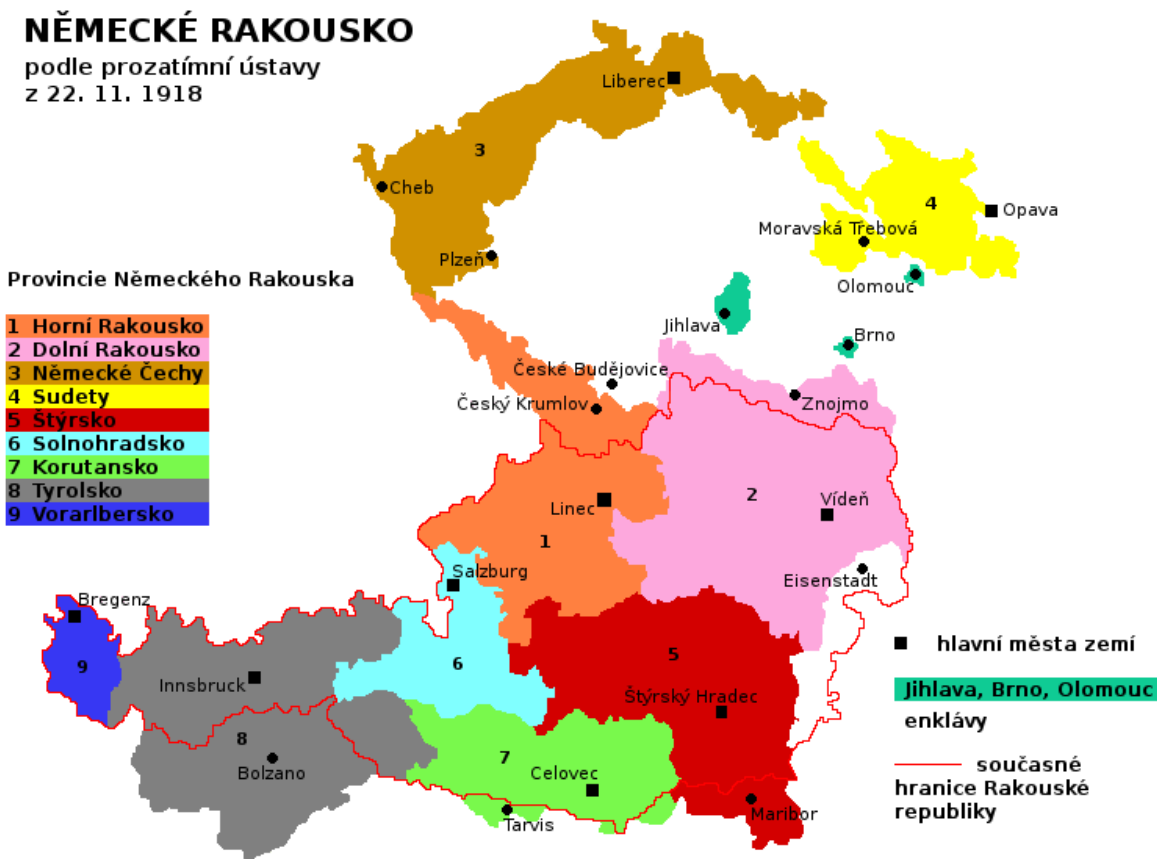 NĚMECKÉ RAKOUSKO
podle prozatímní ústavy
z 22. 11. 1918
Liberec
3
Cheb
4
Opava
Moravská Třebová
Plzeň
Provincie Německého Rakouska
Olomouc
1 Horní Rakousko
2 Dolní Rakousko
3 Německé Čechy
4 Sudety
5 Štýrsko
6 Solnohradsko
7 Korutansko
8 Tyrolsko
9 Vorarlbersko
Jihlava
Brno
České Budějovice
Český Krumlov
Znojmo
Linec
2
Vídeň
1
Salzburg
Eisenstadt
Bregenz
9
Innsbruck
6
5
Štýrský Hradec
8
Bolzano
7
Celovec
Tarvis
Maribor
hlavní města zemí
Jihlava, Brno, Olomouc
enklávy
současné
hranice Rakouské
republiky